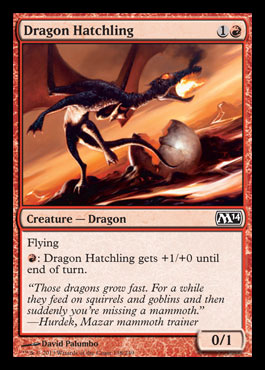 Dragon Hatchling 1
Creature — Dragon M14
Flying
: Dragon Hatchling gets +1/+0 until
end of turn.
“Those dragons grow fast. For a while
they feed on squirrels and goblins and then
suddenly you’re missing a mammoth.”
—Hurdek, Mazar mammoth trainer
David Palumbo
0/1